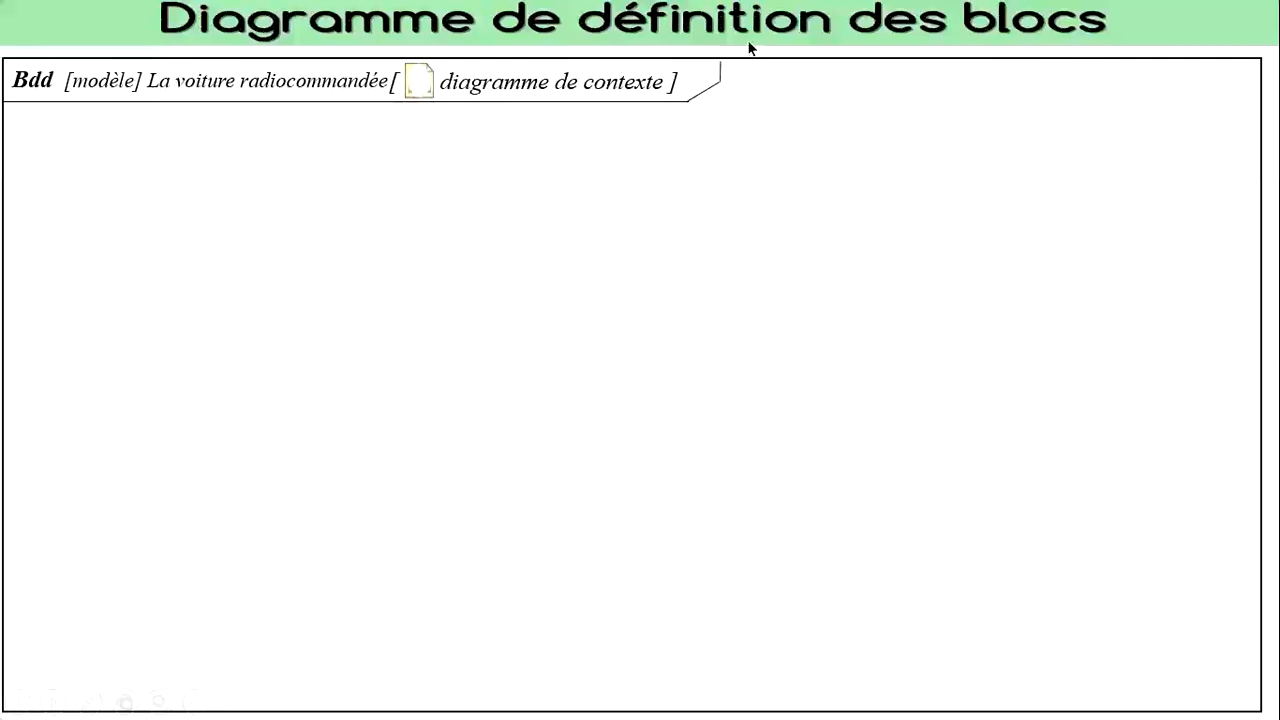 Diagramme de définition des blocs
Bdd [modèle] La voiture radiocommandée[ diagramme de contexte ]